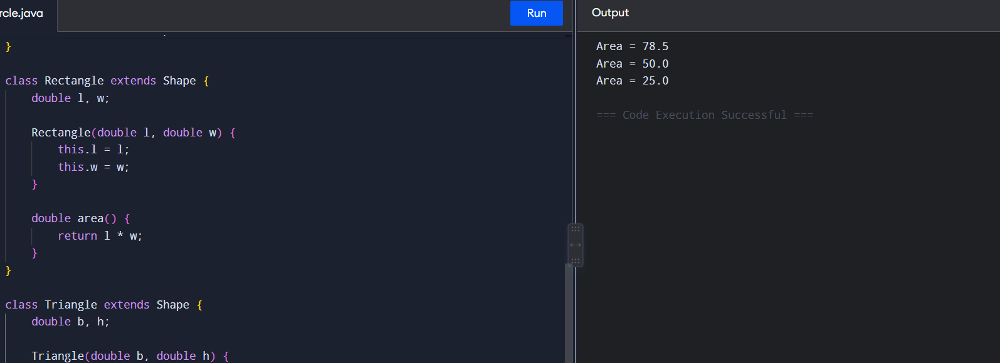 rcle.java
Run
}
class Rectangle extends Shape {
double l, w;
Rectangle(double l, double w) {
this.l = l;
this.w = w;
}
double area() {
return l * w;
}
}
class Triangle extends Shape {
double b, h;
Triangle(double b, double h) {
Output
Area = 78.5
Area = 50.0
Area = 25.0
=== Code Execution Successful ===